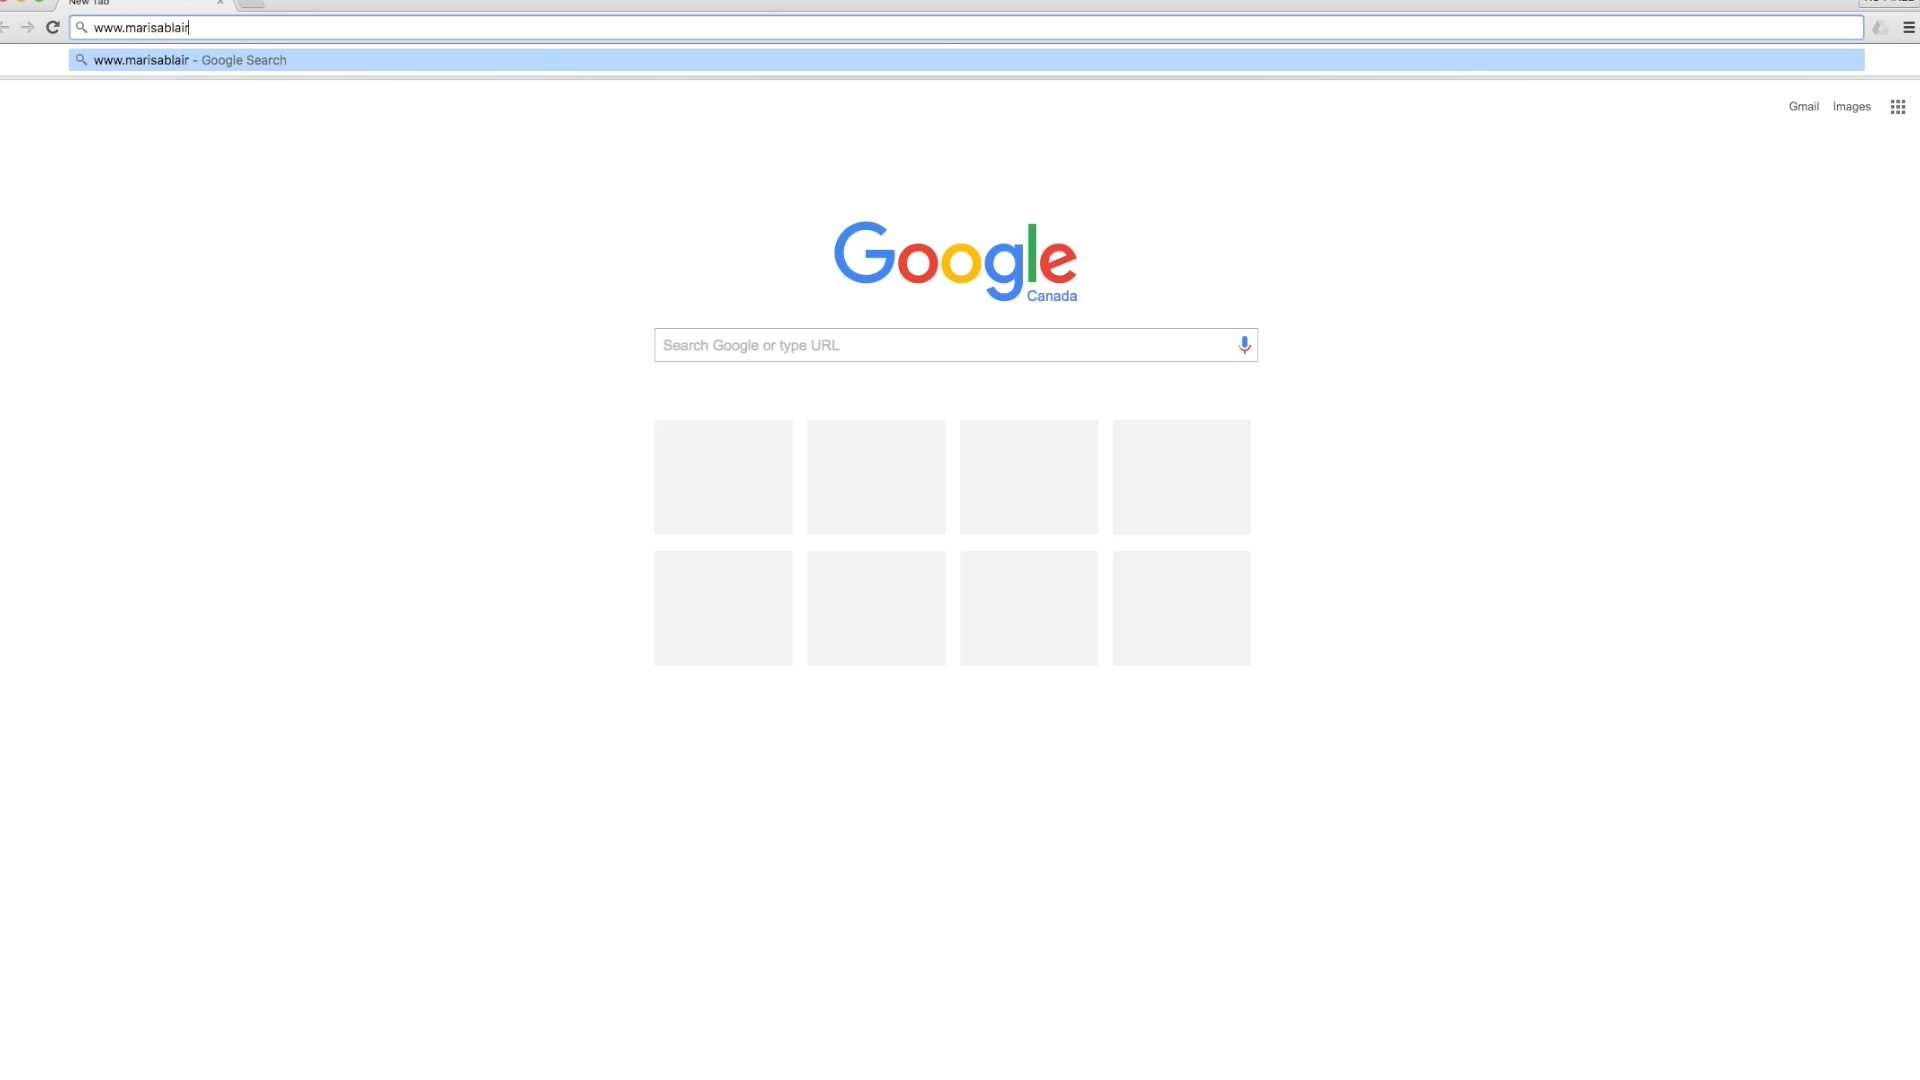 New Tab
www.marisablair
www.marisablair - Google Search
Gmail Images
Google
Canada
Search Google or type URL